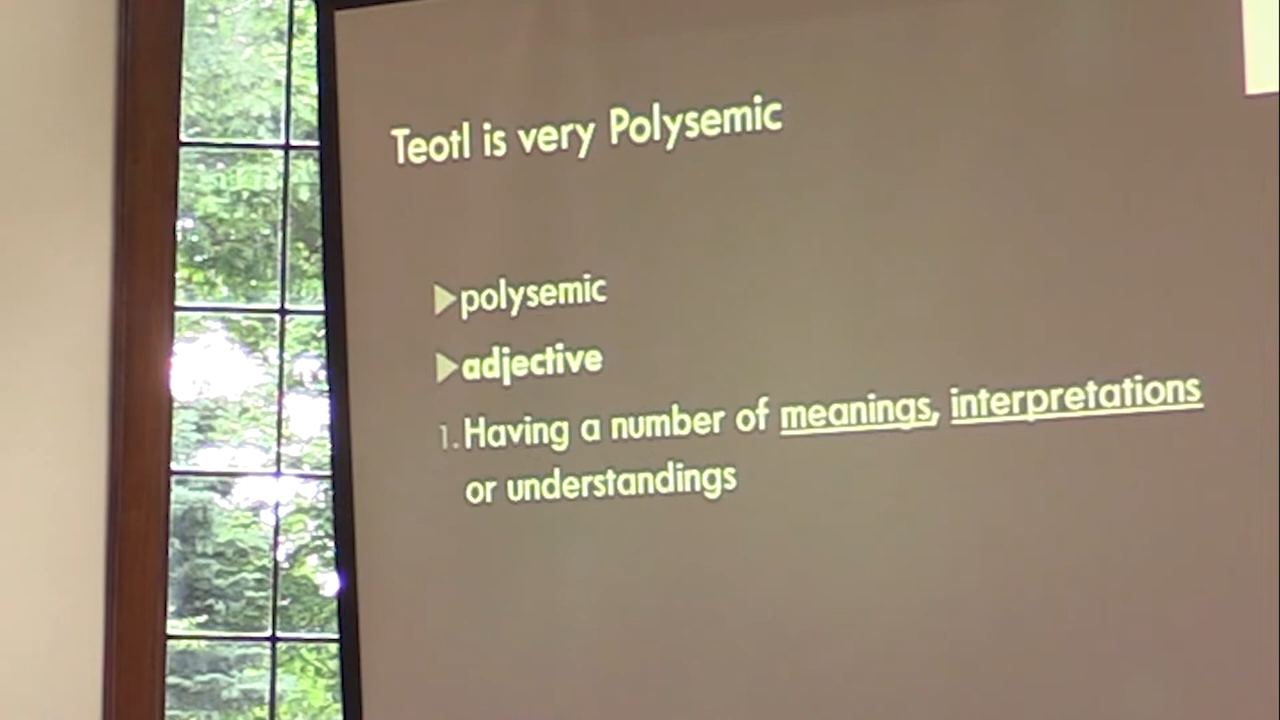 Teotl is very Polysemic
▶polysemic
▶adjective
1. Having a number of meanings, interpretations
or understandings